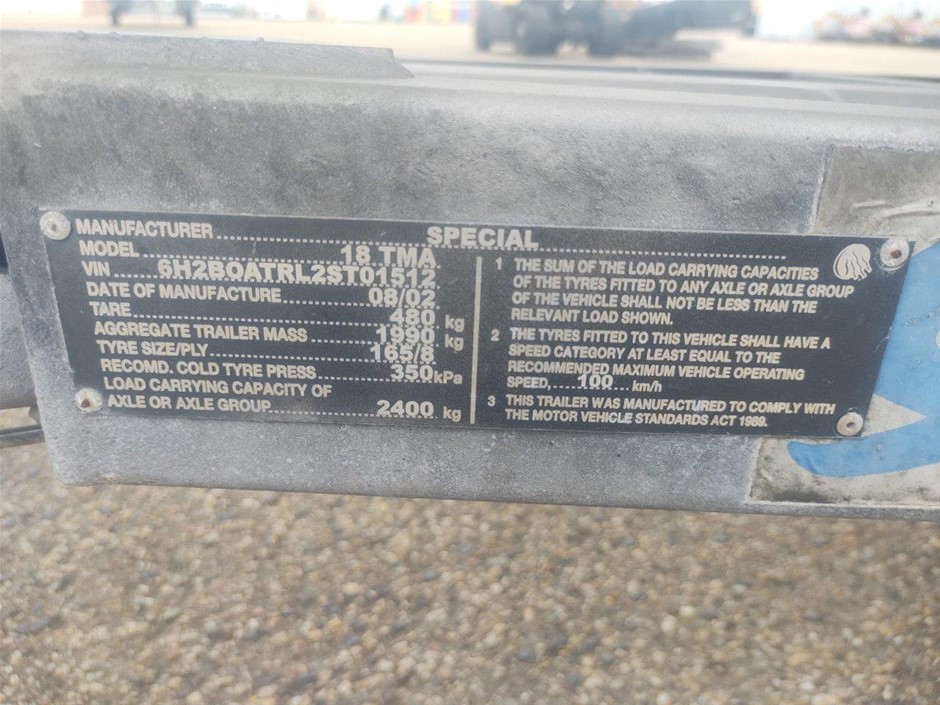 MANUFACTURER SPECIAL
MODEL 18 TMA
VIN 6H2BOATRL2ST01512
DATE OF MANUFACTURE 08/02
TARE 480 kg
AGGREGATE TRAILER MASS 1990 kg
TYRE SIZE/PLY 165/8
RECOMD. COLD TYRE PRESS 350 kPa
LOAD CARRYING CAPACITY OF
AXLE OR AXLE GROUP 2400 kg
1 THE SUM OF THE LOAD CARRYING CAPACITIES
OF THE TYRES FITTED TO ANY AXLE OR AXLE GROUP
OF THE VEHICLE SHALL NOT BE LESS THAN THE
RELEVANT LOAD SHOWN.
2 THE TYRES FITTED TO THIS VEHICLE SHALL HAVE A
SPEED CATEGORY AT LEAST EQUAL TO THE
RECOMMENDED MAXIMUM VEHICLE OPERATING
SPEED, 100 km/h
3 THIS TRAILER WAS MANUFACTURED TO COMPLY WITH
THE MOTOR VEHICLE STANDARDS ACT 1989.